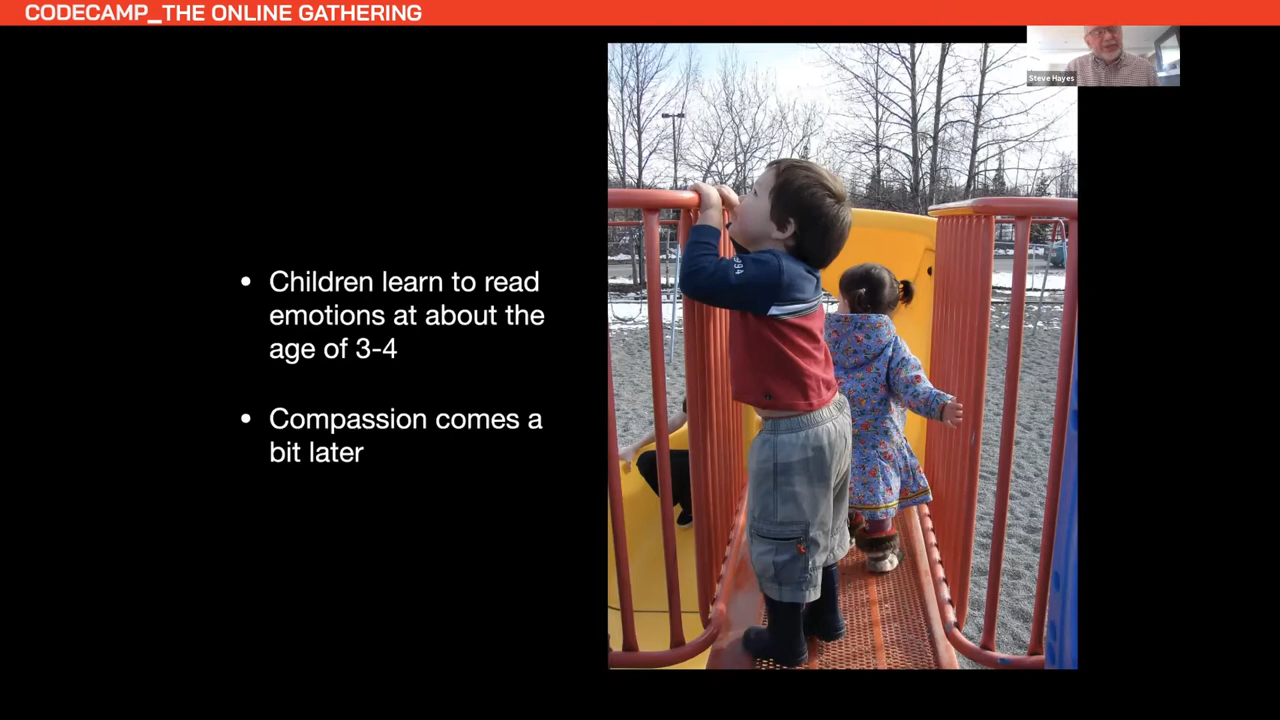 CODECAMP_THE ONLINE GATHERING
Steve Hayes
• Children learn to read
emotions at about the
age of 3-4
• Compassion comes a
bit later
994